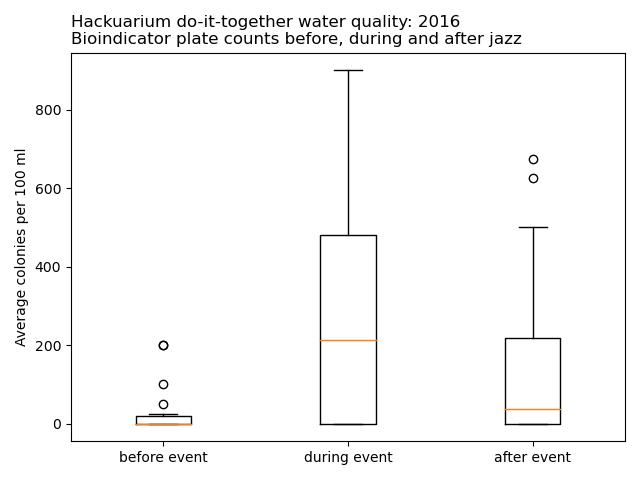 Hackuarium do-it-together water quality: 2016
Bioindicator plate counts before, during and after jazz
Average colonies per 100 ml
800
600
400
200
0
before event
during event
after event